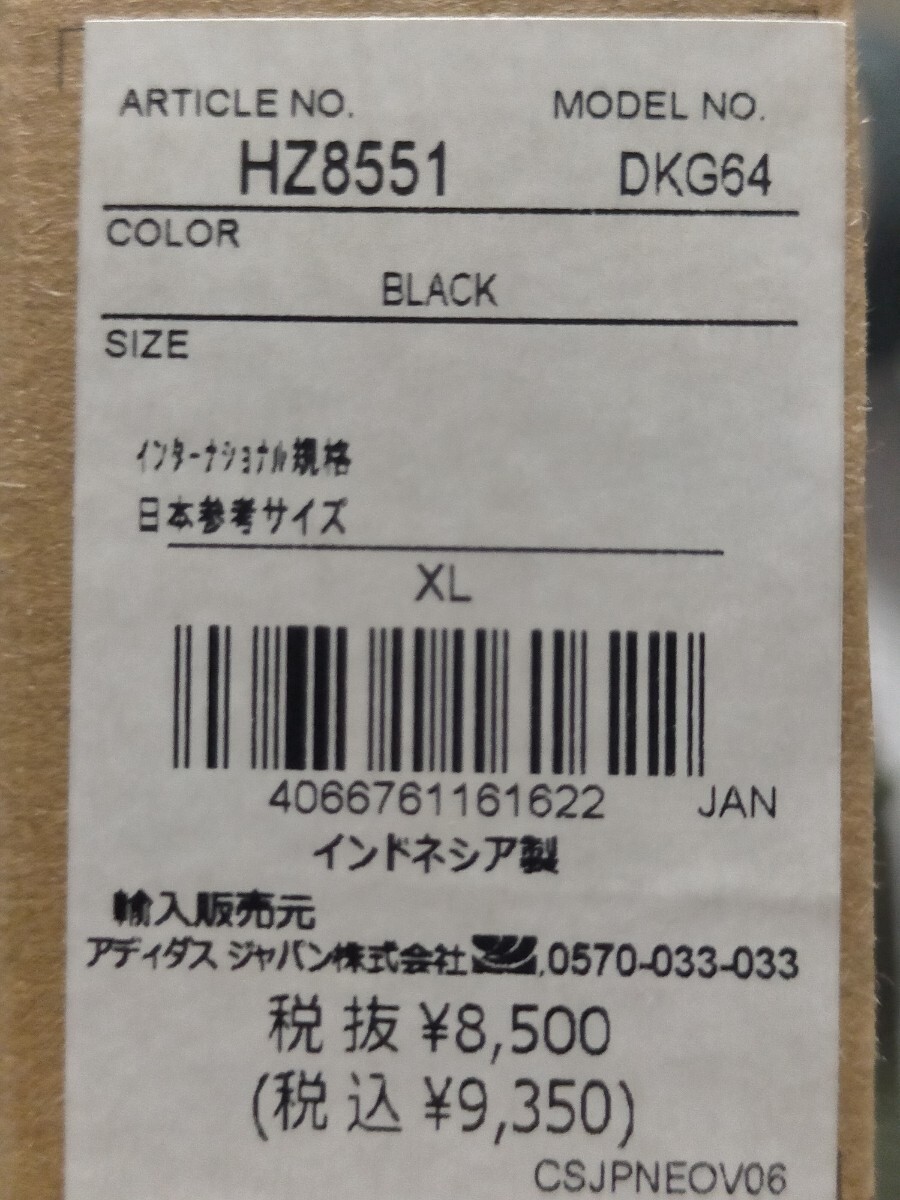 ARTICLE NO. MODEL NO.
HZ8551 DKG64
COLOR
BLACK
SIZE
インターナショナル規格
日本参考サイズ
XL
4066761161622 JAN
インドネシア製
輸入販売元
アディダス ジャパン株式会社 .0570-033-033
税 抜 ¥8,500
(税 込 ¥9,350)
CSJPNEOV06